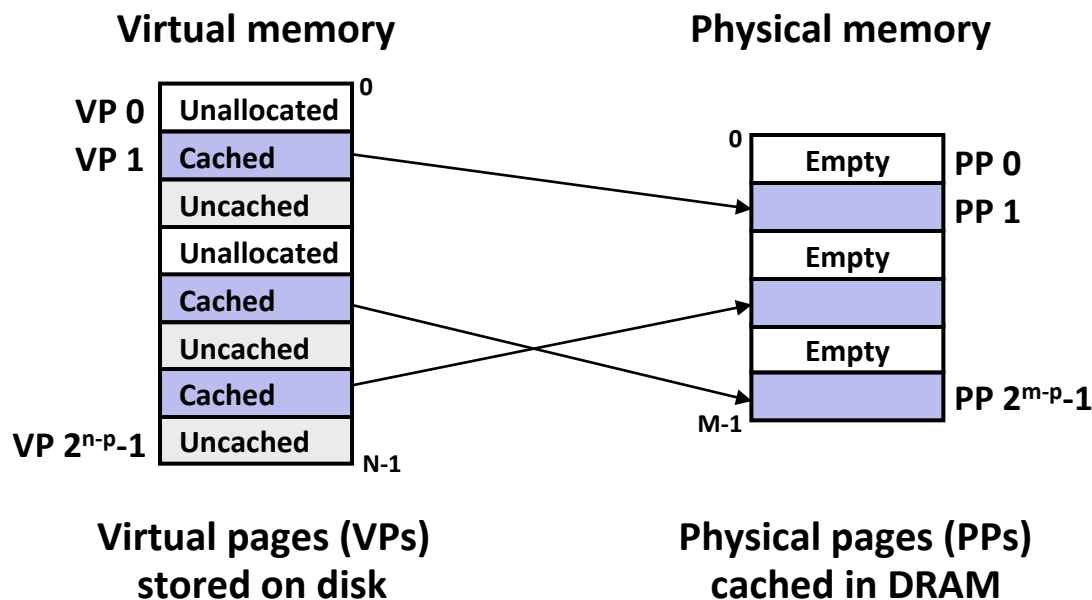 Virtual memory
Physical memory
0
VP 0
Unallocated
VP 1
Cached
Uncached
Unallocated
Cached
Uncached
Cached
VP 2ⁿ⁻ᵖ-1
Uncached
N-1
0
Empty
PP 0
PP 1
Empty
Empty
PP 2ᵐ⁻ᵖ-1
M-1
Virtual pages (VPs)
stored on disk
Physical pages (PPs)
cached in DRAM